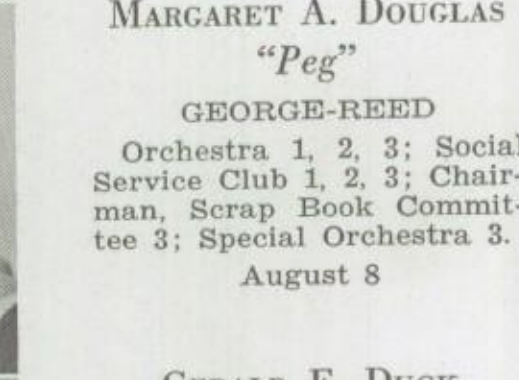 MARGARET A. DOUGLAS
"Peg"
GEORGE-REED
Orchestra 1, 2, 3; Social
Service Club 1, 2, 3; Chair-
man, Scrap Book Commit-
tee 3; Special Orchestra 3.
August 8